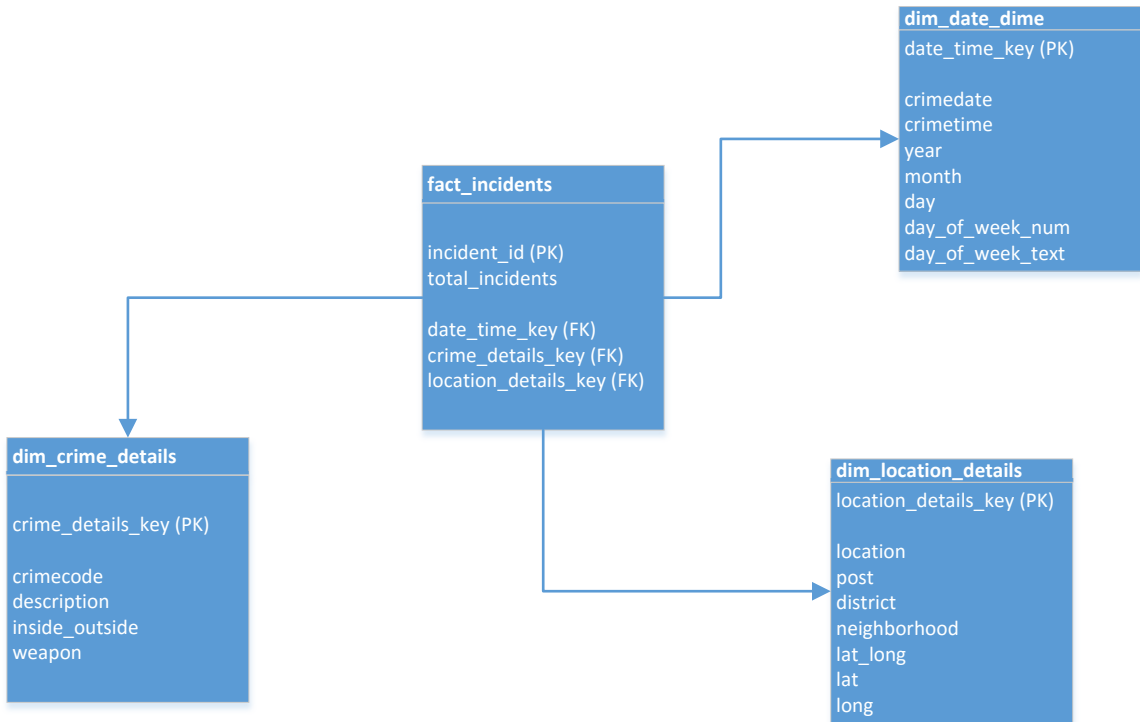 dim_date_dime
date_time_key (PK)
crimedate
crimetime
year
month
day
day_of_week_num
day_of_week_text
fact_incidents
incident_id (PK)
total_incidents
date_time_key (FK)
crime_details_key (FK)
location_details_key (FK)
dim_crime_details
crime_details_key (PK)
crimecode
description
inside_outside
weapon
dim_location_details
location_details_key (PK)
location
post
district
neighborhood
lat_long
lat
long